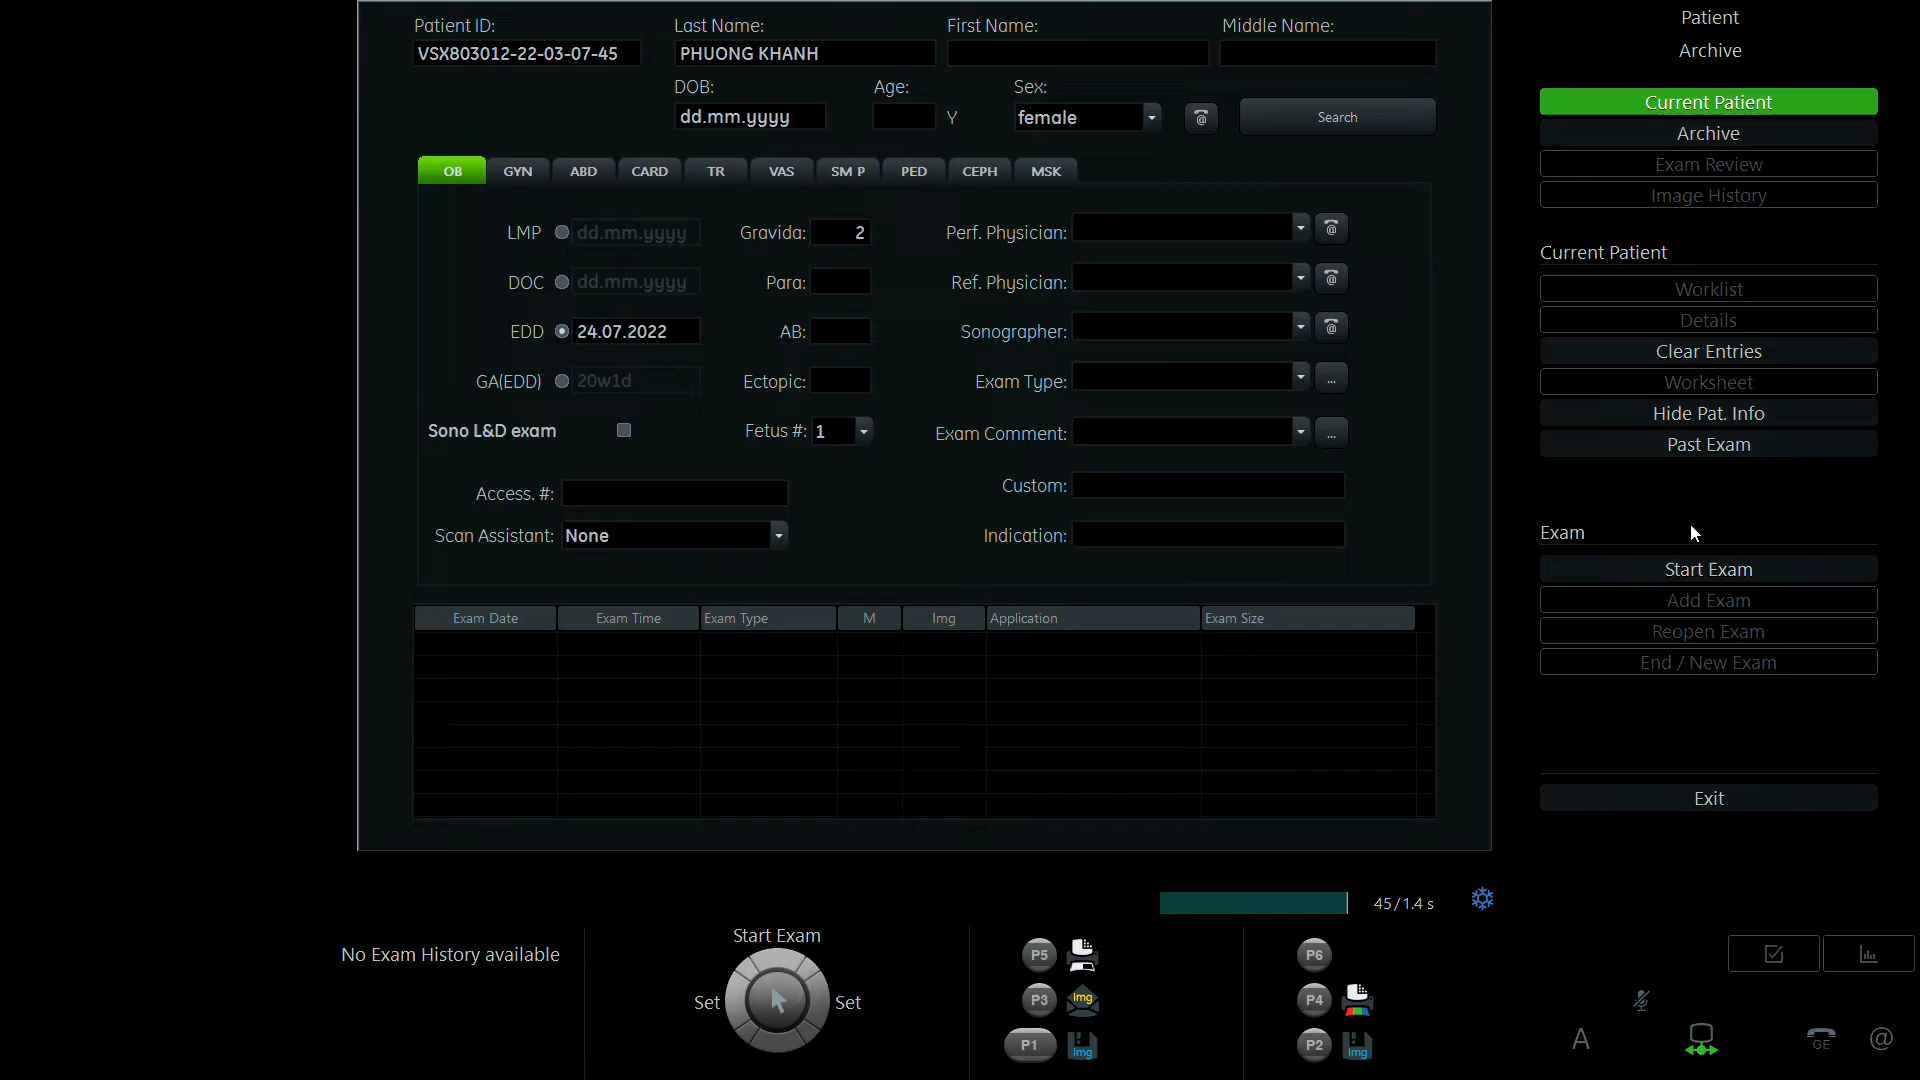 Patient ID: Last Name: First Name: Middle Name:
VSX803012-22-03-07-45 PHUONG KHANH
DOB: Age: Sex:
dd.mm.yyyy Y female Search
OB GYN ABD CARD TR VAS SM P PED CEPH MSK
LMP dd.mm.yyyy Gravida: 2 Perf. Physician:
DOC dd.mm.yyyy Para: Ref. Physician:
EDD 24.07.2022 AB: Sonographer:
GA(EDD) 20w1d Ectopic: Exam Type: ...
Sono L&D exam Fetus #: 1 Exam Comment: ...
Custom:
Access. #:
Scan Assistant: None Indication:
Exam Date Exam Time Exam Type M Img Application Exam Size
Patient
Archive
Current Patient
Archive
Exam Review
Image History
Current Patient
Worklist
Details
Clear Entries
Worksheet
Hide Pat. Info
Past Exam
Exam
Start Exam
Add Exam
Reopen Exam
End / New Exam
Exit
45/1.4 s
No Exam History available
Start Exam
Set Set
P5
P3 Img
P1 Img
P6
P4
P2 Img
A GE @